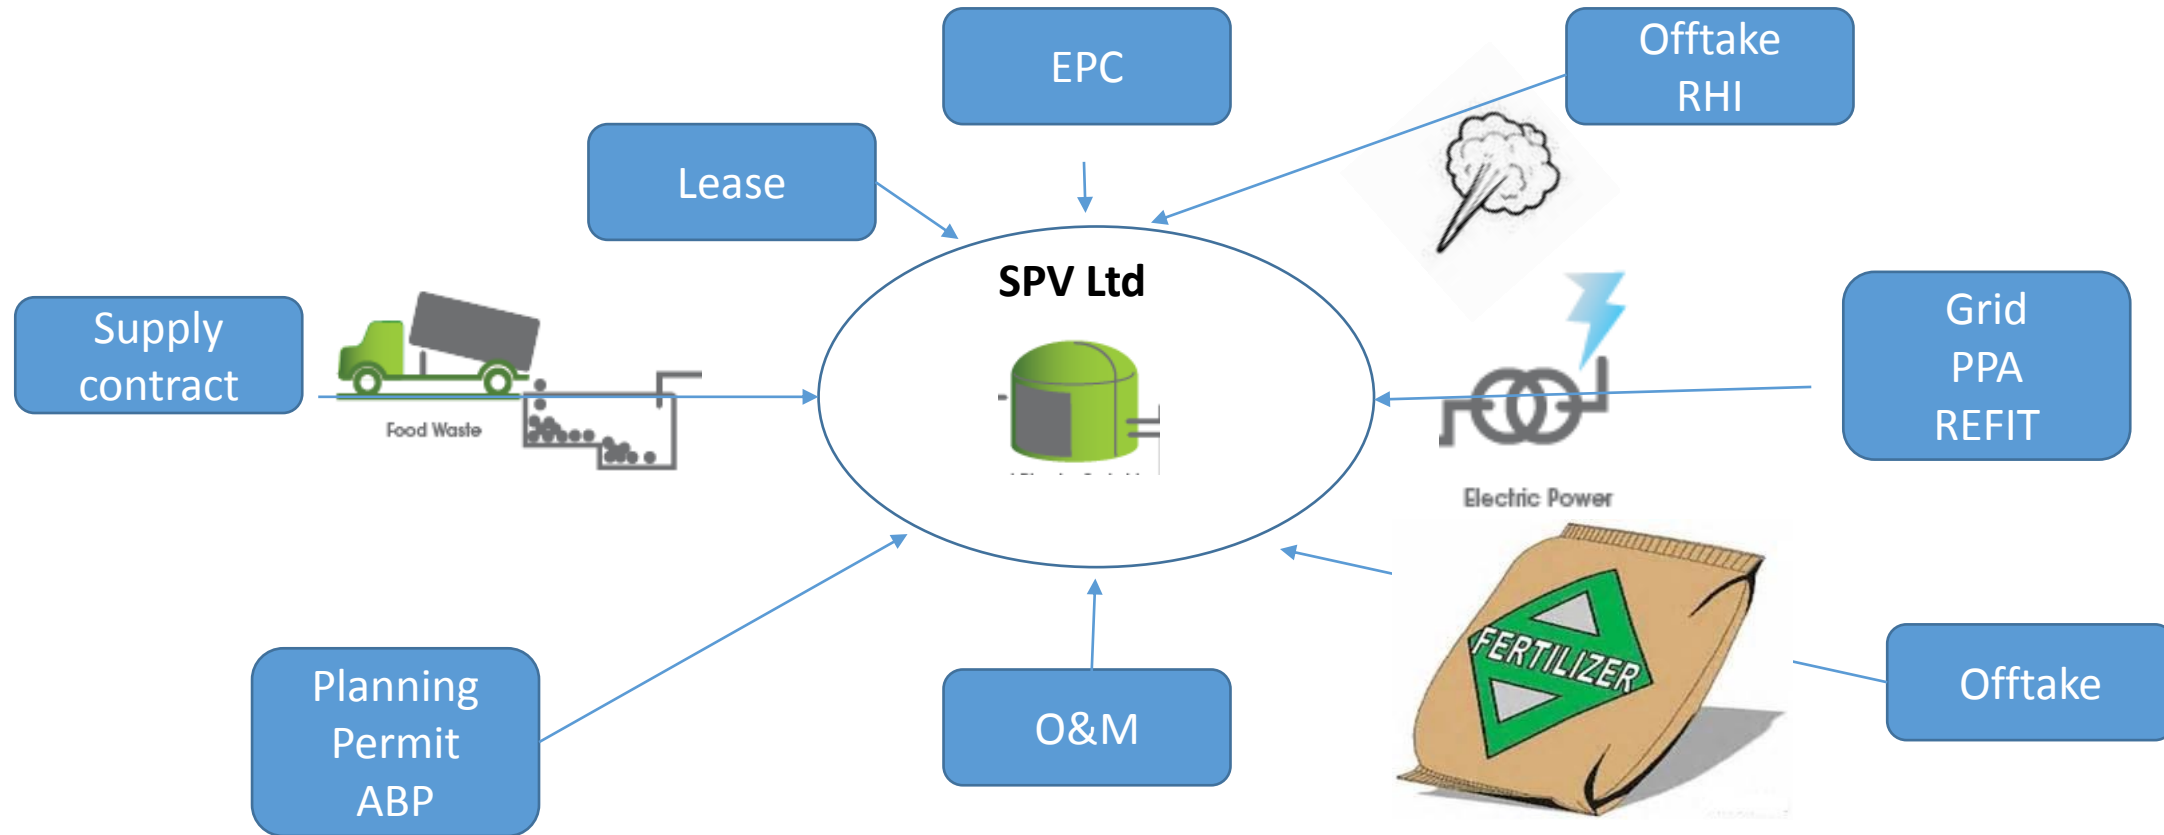 EPC
Offtake
RHI
Lease
SPV Ltd
Supply
contract
Food Waste
Grid
PPA
REFIT
Electric Power
FERTILIZER
Planning
Permit
ABP
O&M
Offtake